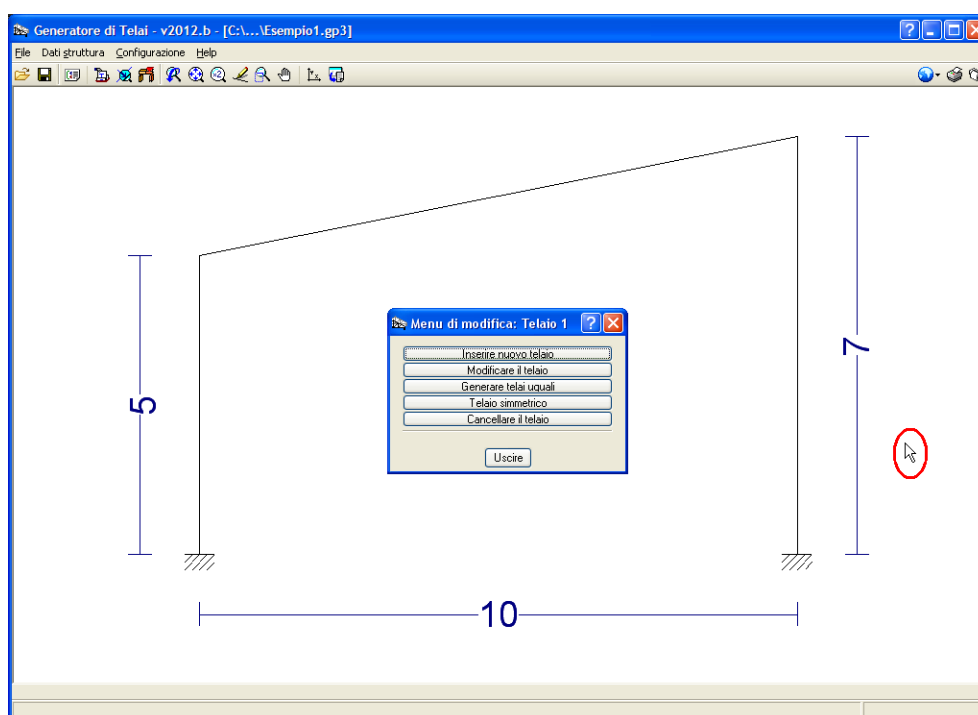 Generatore di Telai - v2012.b - [C:\...\Esempio1.gp3]
File Dati struttura Configurazione Help
5
Menu di modifica: Telaio 1
Inserire nuovo telaio
Modificare il telaio
Generare telai uguali
Telaio simmetrico
Cancellare il telaio
Uscire
7
10